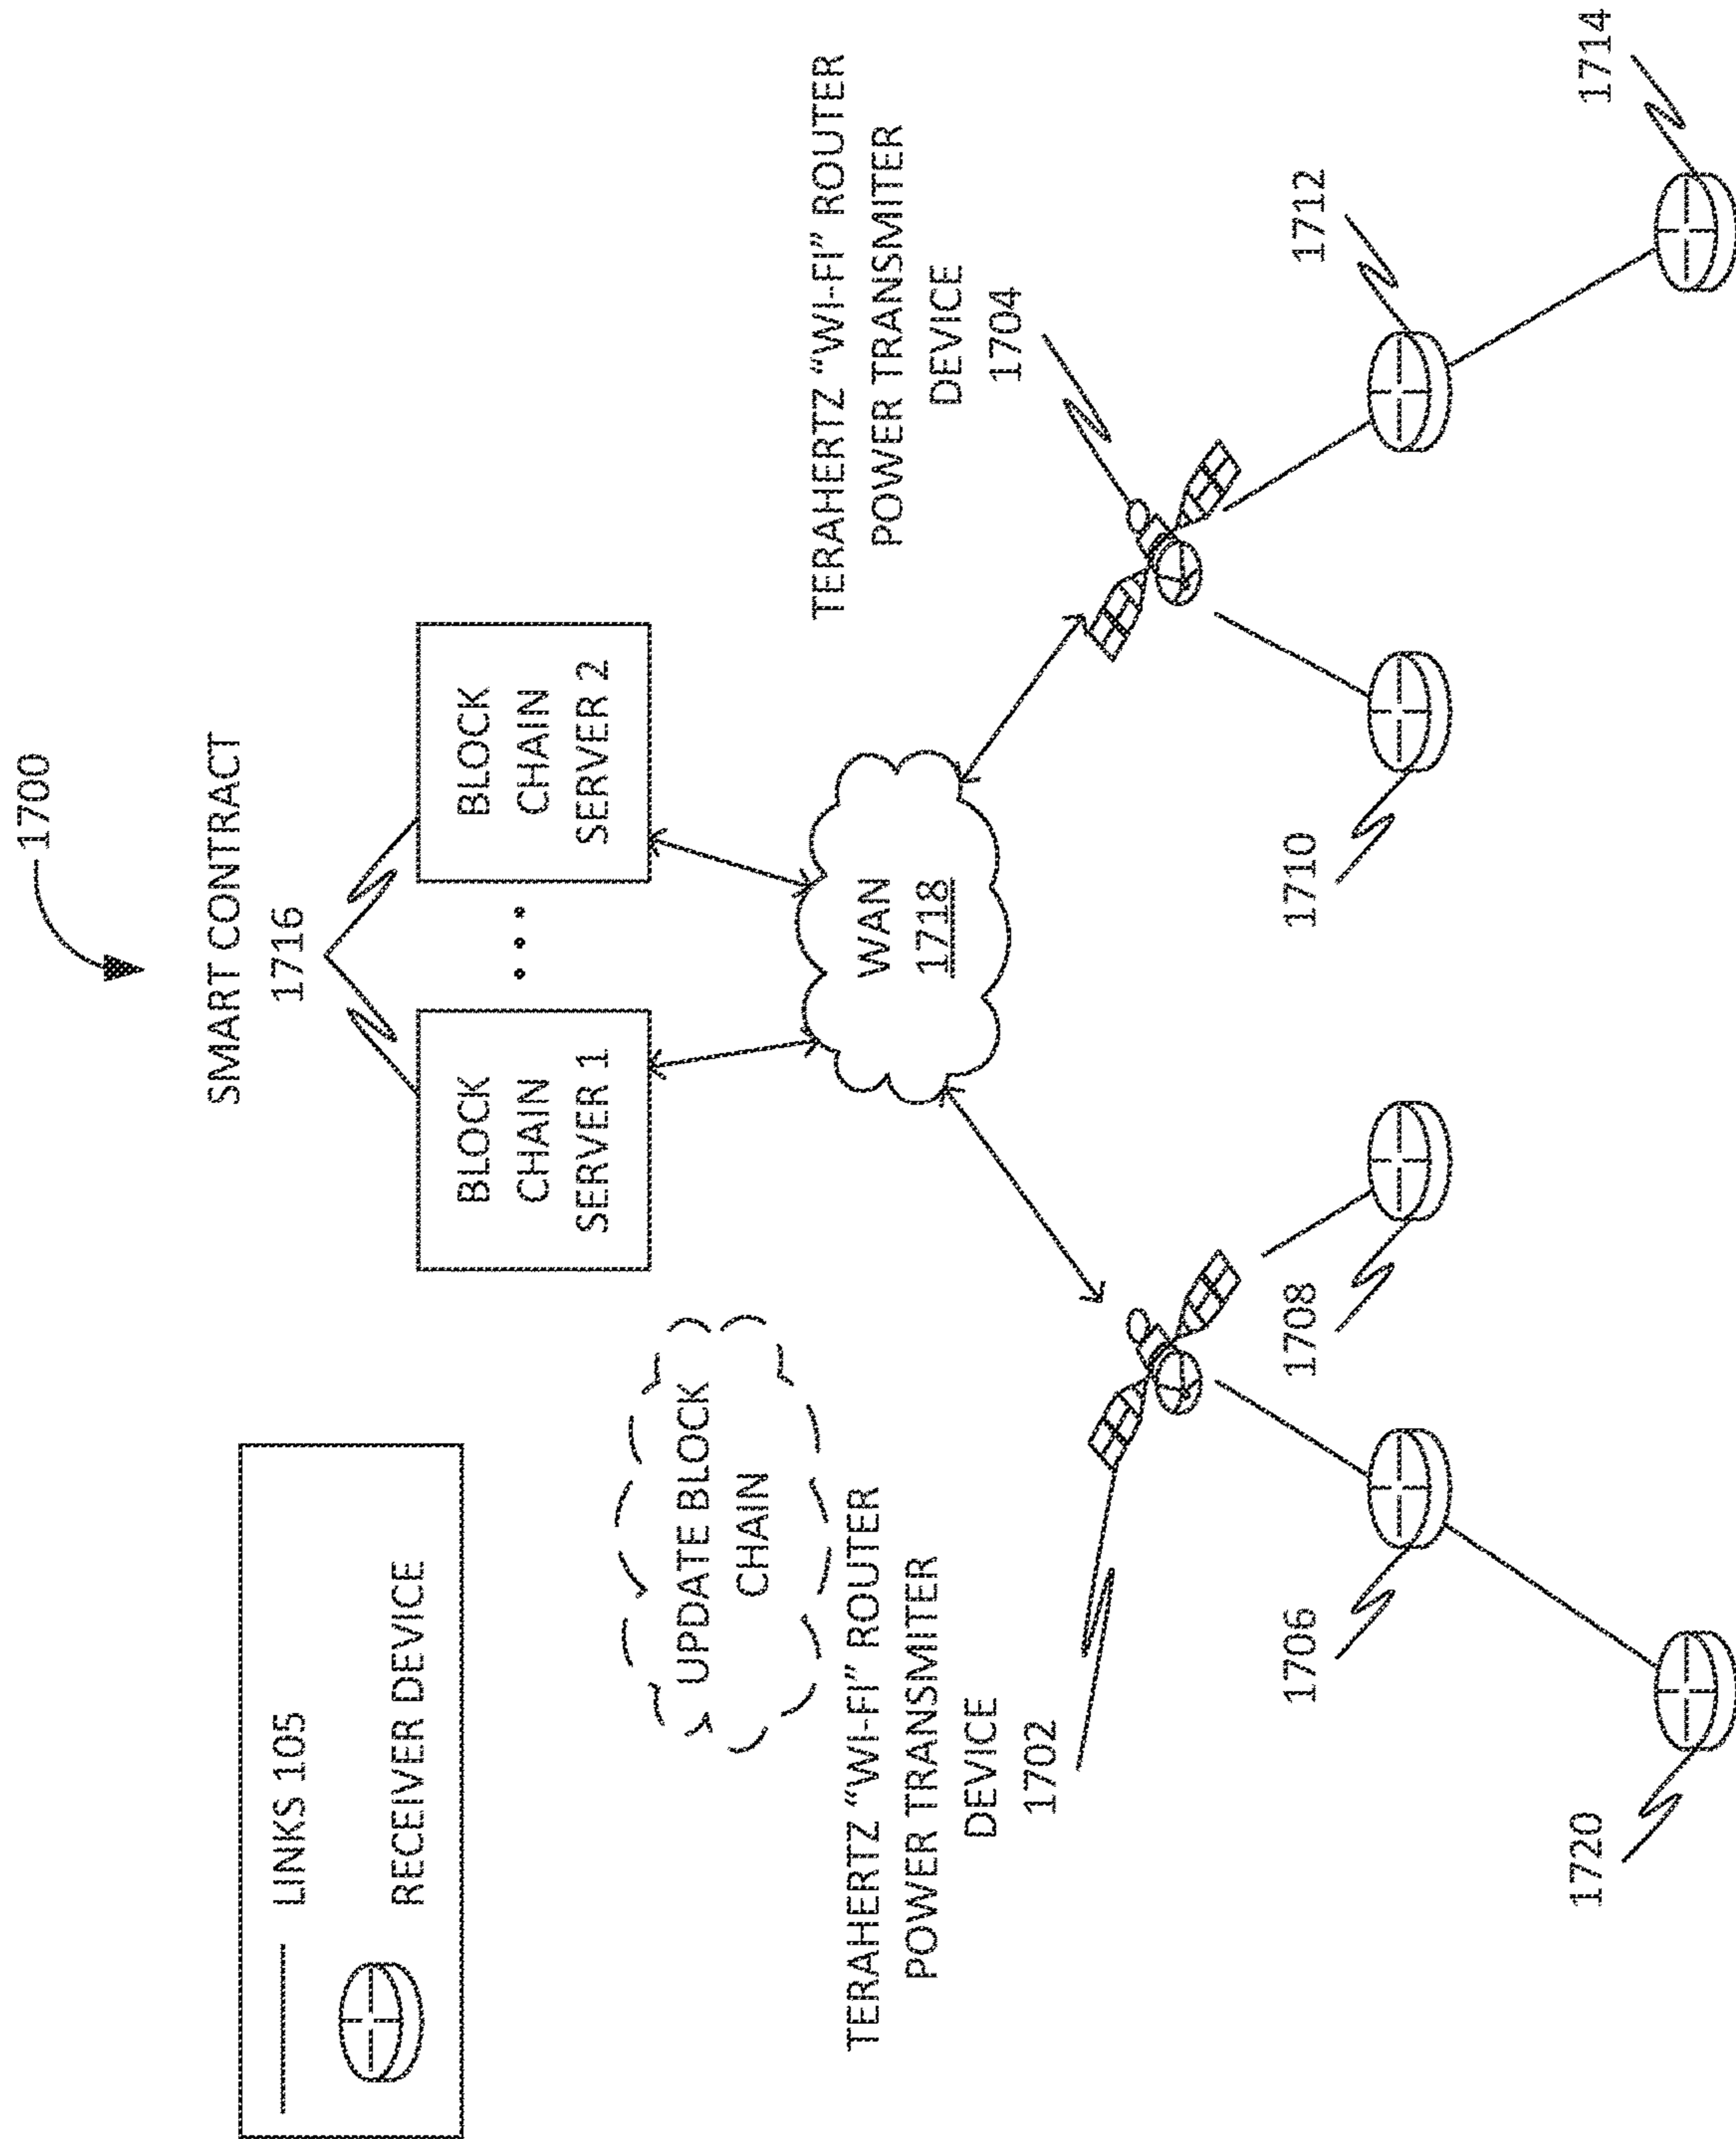 1700
LINKS 105
RECEIVER DEVICE
SMART CONTRACT
1716
BLOCK
CHAIN
SERVER 1
BLOCK
CHAIN
SERVER 2
UPDATE BLOCK
CHAIN
WAN
1718
TERAHERTZ “WI-FI” ROUTER
POWER TRANSMITER
DEVICE
1702
TERAHERTZ “WI-FI” ROUTER
POWER TRANSMITER
DEVICE
1704
1706
1708
1710
1712
1720
1714